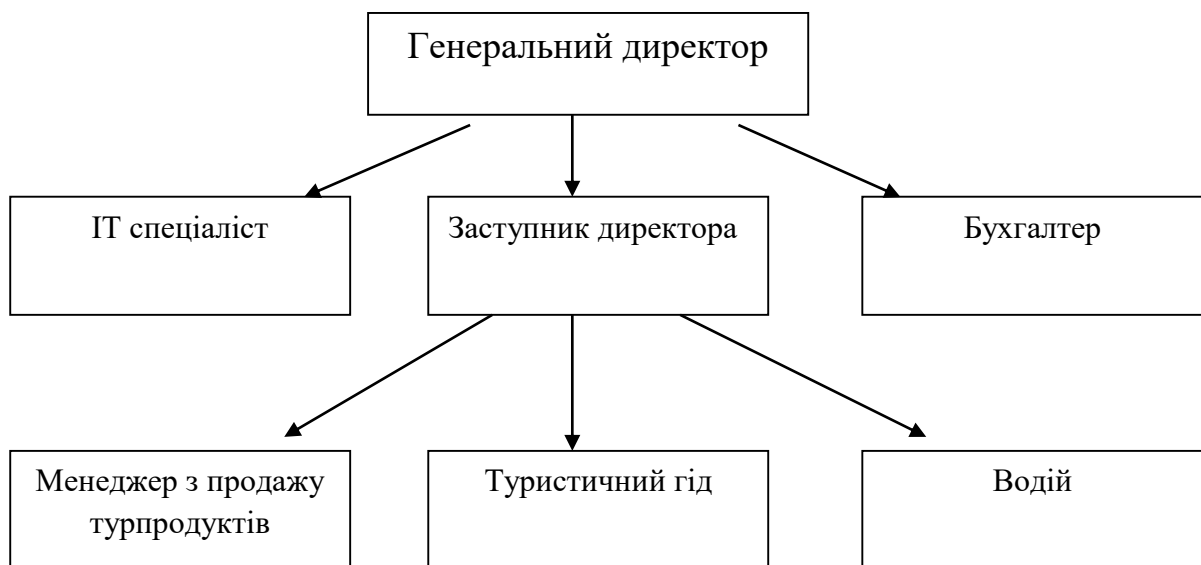 Генеральний директор
ІТ спеціаліст
Заступник директора
Бухгалтер
Менеджер з продажу
турпродуктів
Туристичний гід
Водій